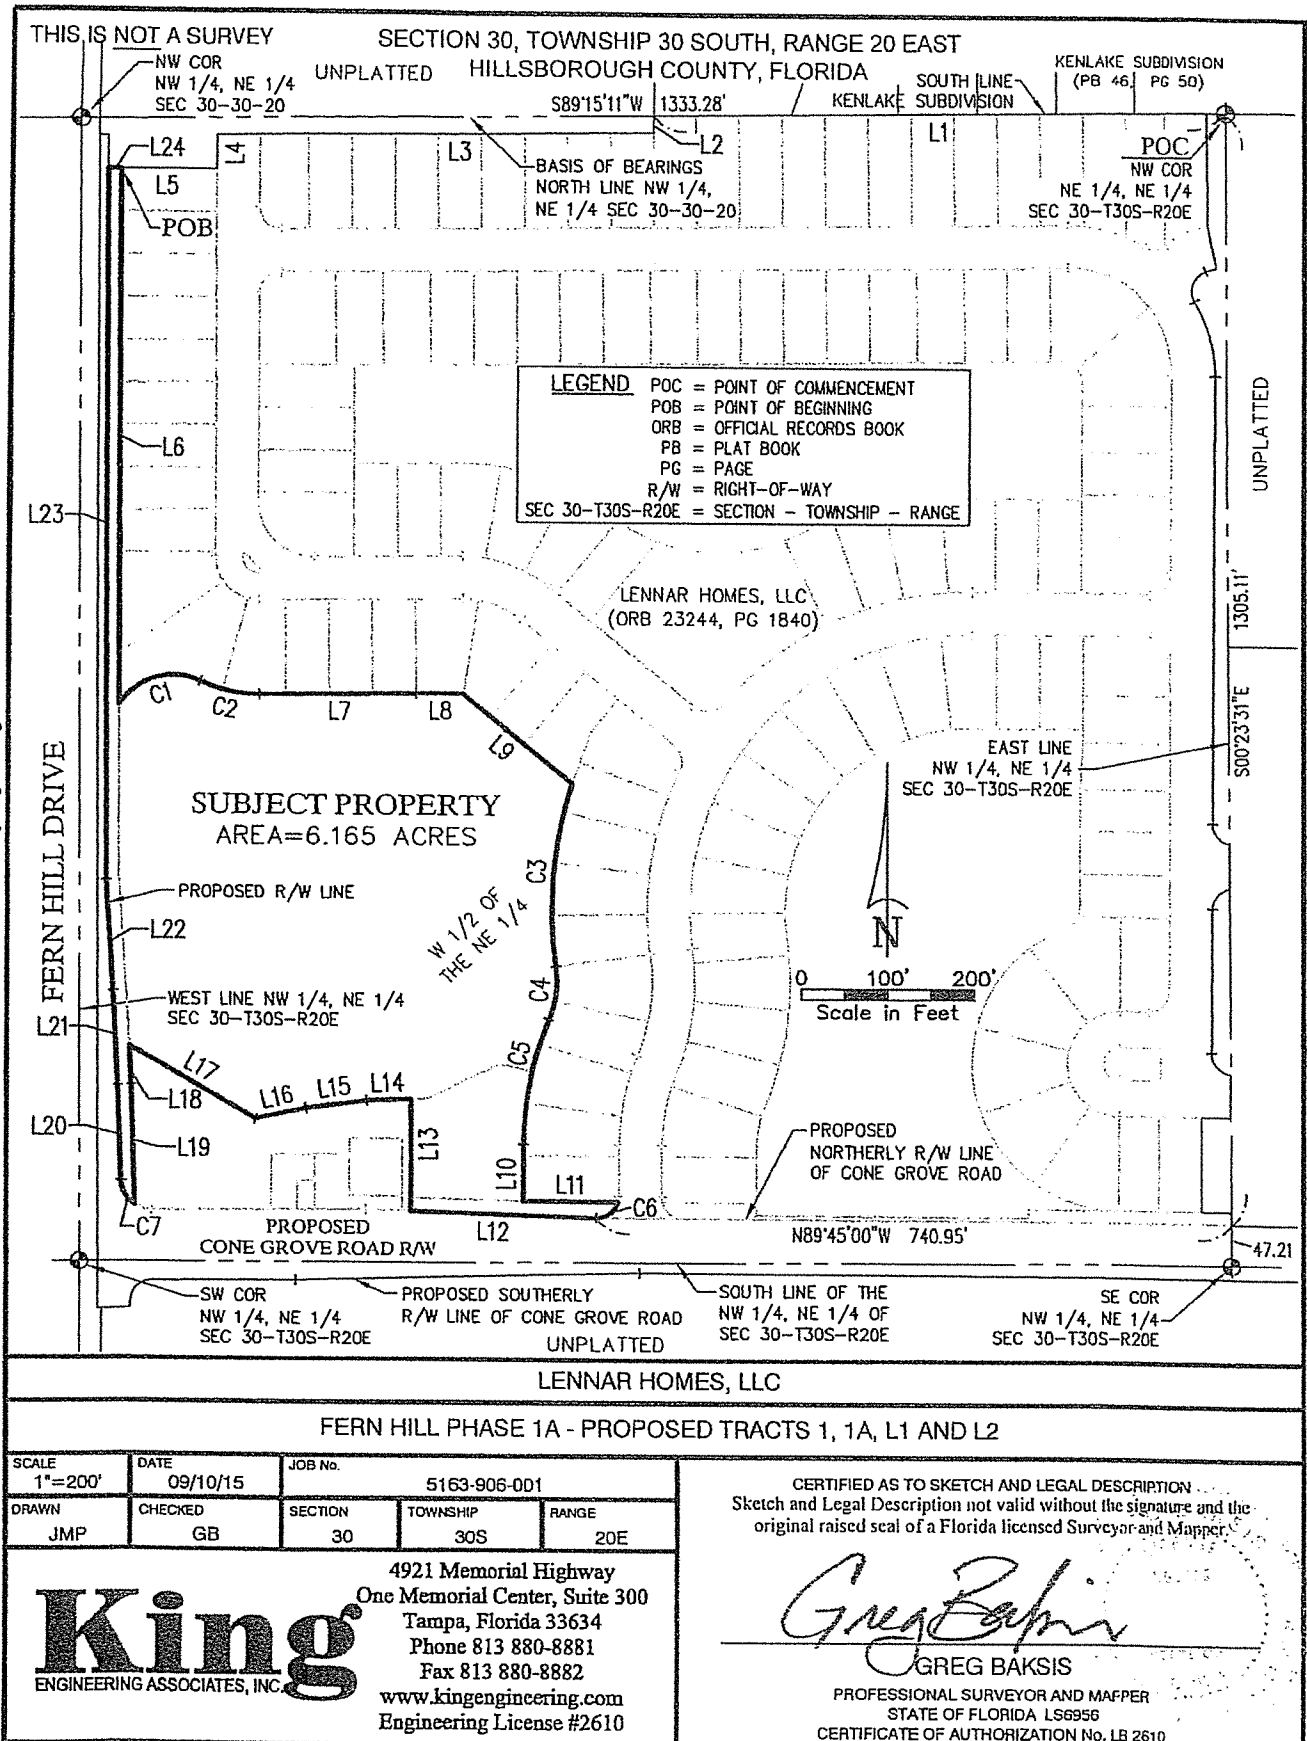 THIS IS NOT A SURVEY
SECTION 30, TOWNSHIP 30 SOUTH, RANGE 20 EAST
HILLSBOROUGH COUNTY, FLORIDA
NW COR
NW 1/4, NE 1/4
SEC 30-30-20
UNPLATTED
S89°15'11"W 1333.28'
SOUTH LINE
KENLAKE SUBDIVISION
KENLAKE SUBDIVISION
(PB 46, PG 50)
L24
L4
L3
L2
L1
L5
POB
BASIS OF BEARINGS
NORTH LINE NW 1/4,
NE 1/4 SEC 30-30-20
POC
NW COR
NE 1/4, NE 1/4
SEC 30-T30S-R20E
LEGEND
POC = POINT OF COMMENCEMENT
POB = POINT OF BEGINNING
ORB = OFFICIAL RECORDS BOOK
PB = PLAT BOOK
PG = PAGE
R/W = RIGHT-OF-WAY
SEC 30-T30S-R20E = SECTION - TOWNSHIP - RANGE
UNPLATTED
L6
L23
LENNAR HOMES, LLC
(ORB 23244, PG 1840)
1305.11'
S00°23'31"E
C1
C2
L7
L8
L9
EAST LINE
NW 1/4, NE 1/4
SEC 30-T30S-R20E
FERN HILL DRIVE
SUBJECT PROPERTY
AREA=6.165 ACRES
C3
PROPOSED R/W LINE
W 1/2 OF
THE NE 1/4
L22
N
0 100' 200'
Scale in Feet
C4
WEST LINE NW 1/4, NE 1/4
SEC 30-T30S-R20E
L21
L17
C5
L16
L15
L14
L18
L20
L19
L13
PROPOSED
NORTHERLY R/W LINE
OF CONE GROVE ROAD
L10
L11
C6
C7
L12
PROPOSED
CONE GROVE ROAD R/W
N89°45'00"W 740.95'
47.21
SW COR
NW 1/4, NE 1/4
SEC 30-T30S-R20E
PROPOSED SOUTHERLY
R/W LINE OF CONE GROVE ROAD
UNPLATTED
SOUTH LINE OF THE
NW 1/4, NE 1/4 OF
SEC 30-T30S-R20E
SE COR
NW 1/4, NE 1/4
SEC 30-T30S-R20E
LENNAR HOMES, LLC
FERN HILL PHASE 1A - PROPOSED TRACTS 1, 1A, L1 AND L2
SCALE
1"=200'
DATE
09/10/15
JOB No.
5163-906-001
DRAWN
JMP
CHECKED
GB
SECTION
30
TOWNSHIP
30S
RANGE
20E
King
ENGINEERING ASSOCIATES, INC.
4921 Memorial Highway
One Memorial Center, Suite 300
Tampa, Florida 33634
Phone 813 880-8881
Fax 813 880-8882
www.kingengineering.com
Engineering License #2610
CERTIFIED AS TO SKETCH AND LEGAL DESCRIPTION
Sketch and Legal Description not valid without the signature and the
original raised seal of a Florida licensed Surveyor and Mapper.
Greg Baksis
GREG BAKSIS
PROFESSIONAL SURVEYOR AND MAPPER
STATE OF FLORIDA LS6956
CERTIFICATE OF AUTHORIZATION No. LB 2610